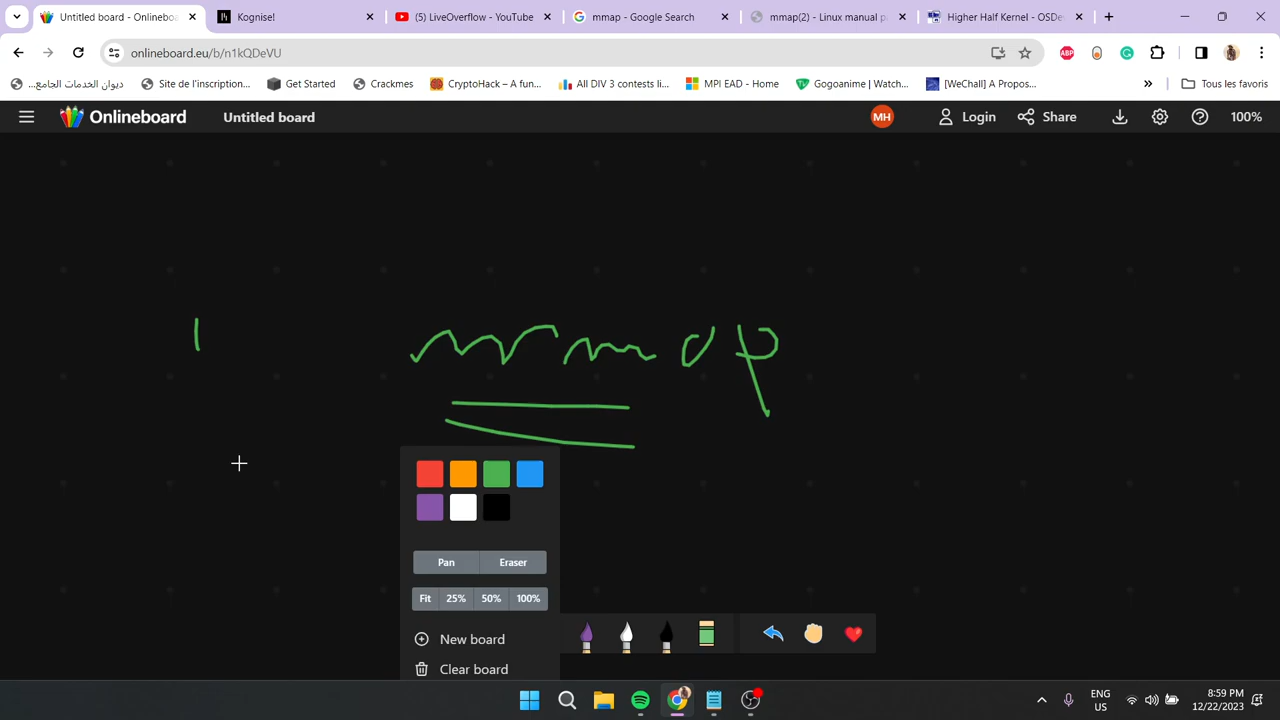 Untitled board - Onlineboard
Kognise!
(5) LiveOverflow - YouTube
mmap - Google Search
mmap(2) - Linux manual p
Higher Half Kernel - OSDe
onlineboard.eu/b/n1kQDeVU
ABP
ديوان الخدمات الجامع...
Site de l'inscription...
Get Started
Crackmes
CryptoHack – A fun...
All DIV 3 contests li...
MPI EAD - Home
Gogoanime | Watch...
[WeChall] A Propos...
»
Tous les favoris
Onlineboard
Untitled board
MH
Login
Share
100%
mmap
Pan
Eraser
Fit
25%
50%
100%
New board
Clear board
ENG
US
8:59 PM
12/22/2023